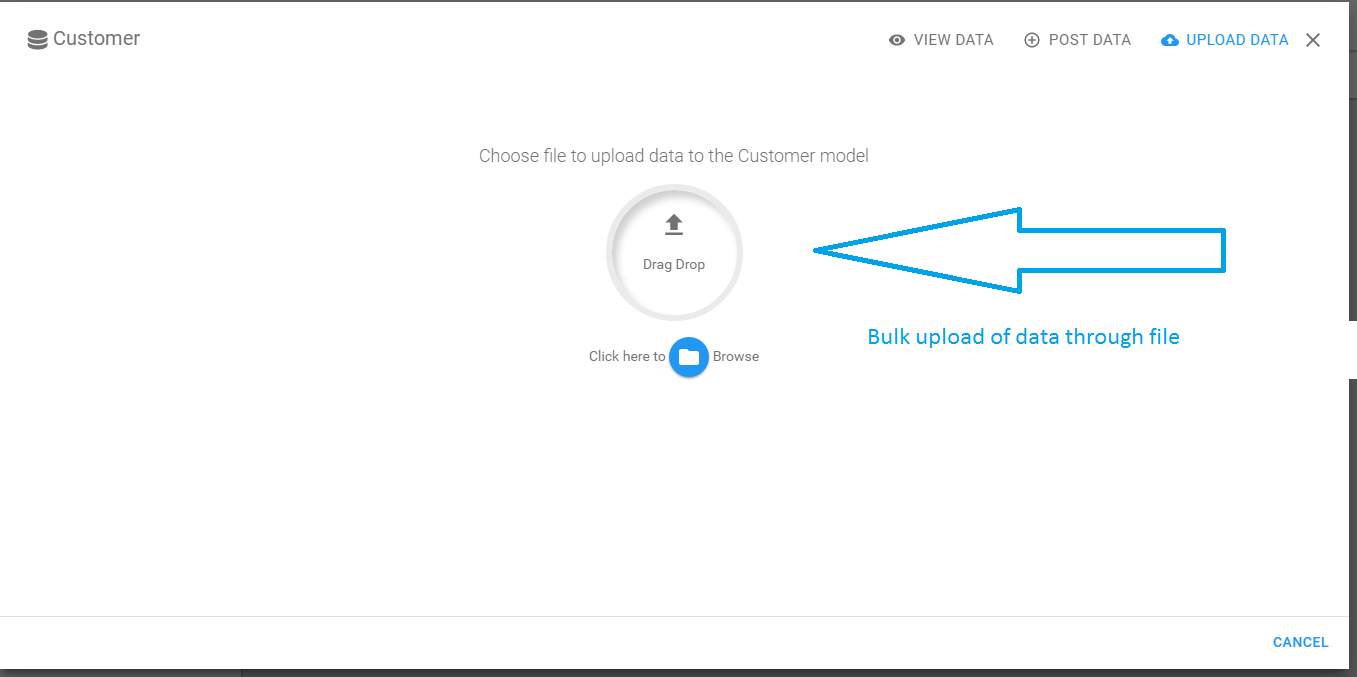 Customer
VIEW DATA
POST DATA
UPLOAD DATA
Choose file to upload data to the Customer model
Drag Drop
Click here to Browse
Bulk upload of data through file
CANCEL